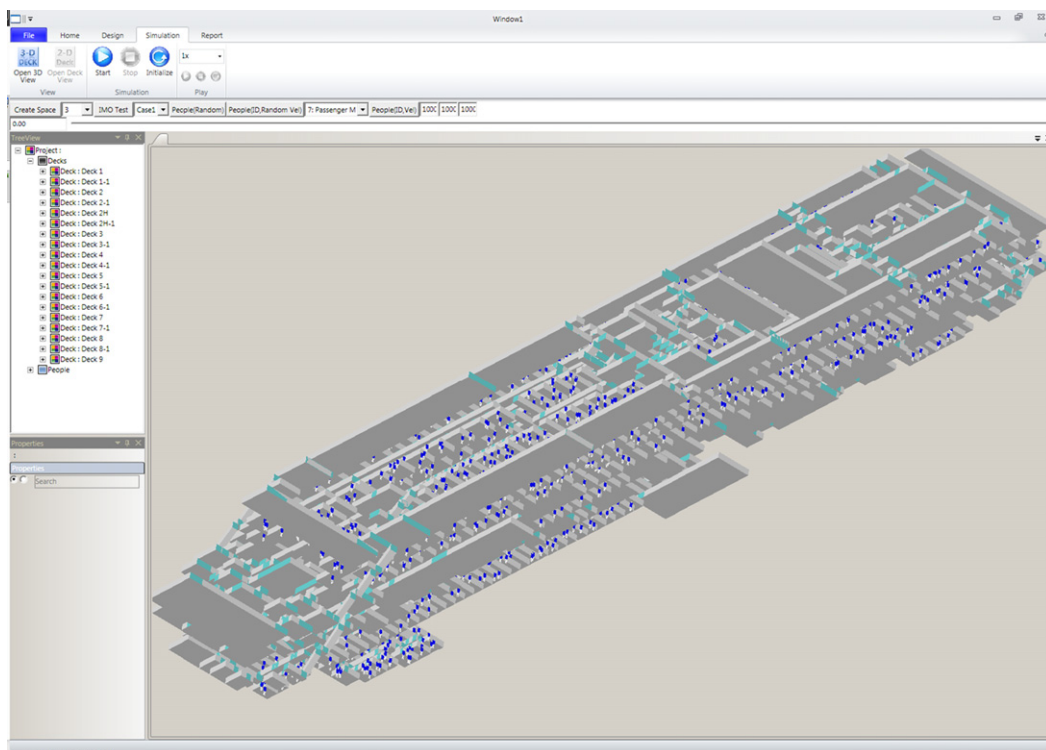 Window1
File Home Design Simulation Report
3-D DECK 2-D Deck 1x
Open 3D View Open Deck View Start Stop Initialize
View Simulation Play
Create Space 3 IMO Test Case1 People(Random) People(ID,Random Vel) 7: Passenger M People(ID,Vel) 100C 100C 100C
0.00
TreeView
Project :
Decks
Deck : Deck 1
Deck : Deck 1-1
Deck : Deck 2
Deck : Deck 2-1
Deck : Deck 2H
Deck : Deck 2H-1
Deck : Deck 3
Deck : Deck 3-1
Deck : Deck 4
Deck : Deck 4-1
Deck : Deck 5
Deck : Deck 5-1
Deck : Deck 6
Deck : Deck 6-1
Deck : Deck 7
Deck : Deck 7-1
Deck : Deck 8
Deck : Deck 8-1
Deck : Deck 9
People
Properties
:
Properties
Search